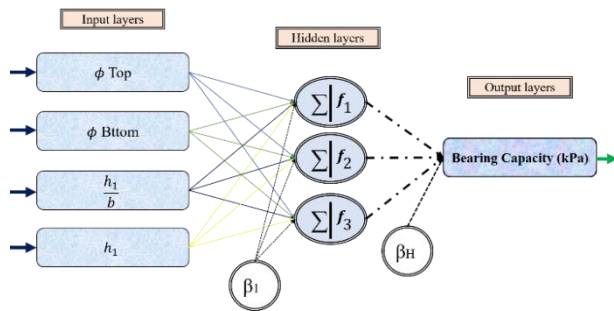 Input layers
Hidden layers
Output layers
ϕ Top
ϕ Bttom
h₁
b
h₁
∑ f₁
∑ f₂
∑ f₃
Bearing Capacity (kPa)
β₁
βH